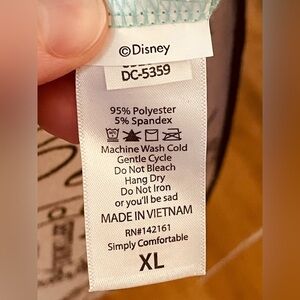 ©Disney
DC-5359
95% Polyester
5% Spandex
Machine Wash Cold
Gentle Cycle
Do Not Bleach
Hang Dry
Do Not Iron
or you'll be sad
MADE IN VIETNAM
RN#142161
Simply Comfortable
XL